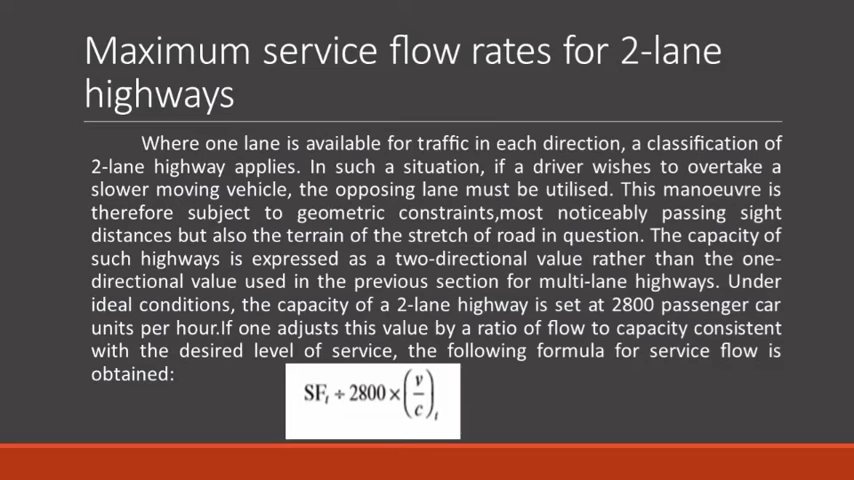 Maximum service flow rates for 2-lane
highways
Where one lane is available for traffic in each direction, a classification of
2-lane highway applies. In such a situation, if a driver wishes to overtake a
slower moving vehicle, the opposing lane must be utilised. This manoeuvre is
therefore subject to geometric constraints,most noticeably passing sight
distances but also the terrain of the stretch of road in question. The capacity of
such highways is expressed as a two-directional value rather than the one-
directional value used in the previous section for multi-lane highways. Under
ideal conditions, the capacity of a 2-lane highway is set at 2800 passenger car
units per hour.If one adjusts this value by a ratio of flow to capacity consistent
with the desired level of service, the following formula for service flow is
obtained:
SFₜ ÷ 2800 × (v/c)ₜ